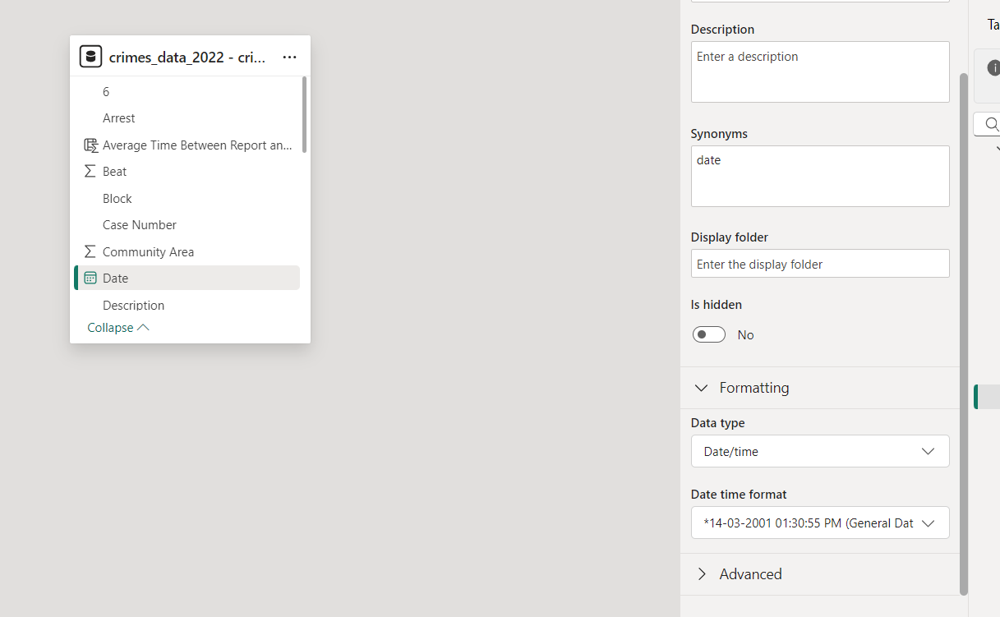 crimes_data_2022 - cri...
6
Arrest
Average Time Between Report an...
Beat
Block
Case Number
Community Area
Date
Description
Collapse
Description
Enter a description
Synonyms
date
Display folder
Enter the display folder
Is hidden
No
Formatting
Data type
Date/time
Date time format
*14-03-2001 01:30:55 PM (General Dat
Advanced
Ta